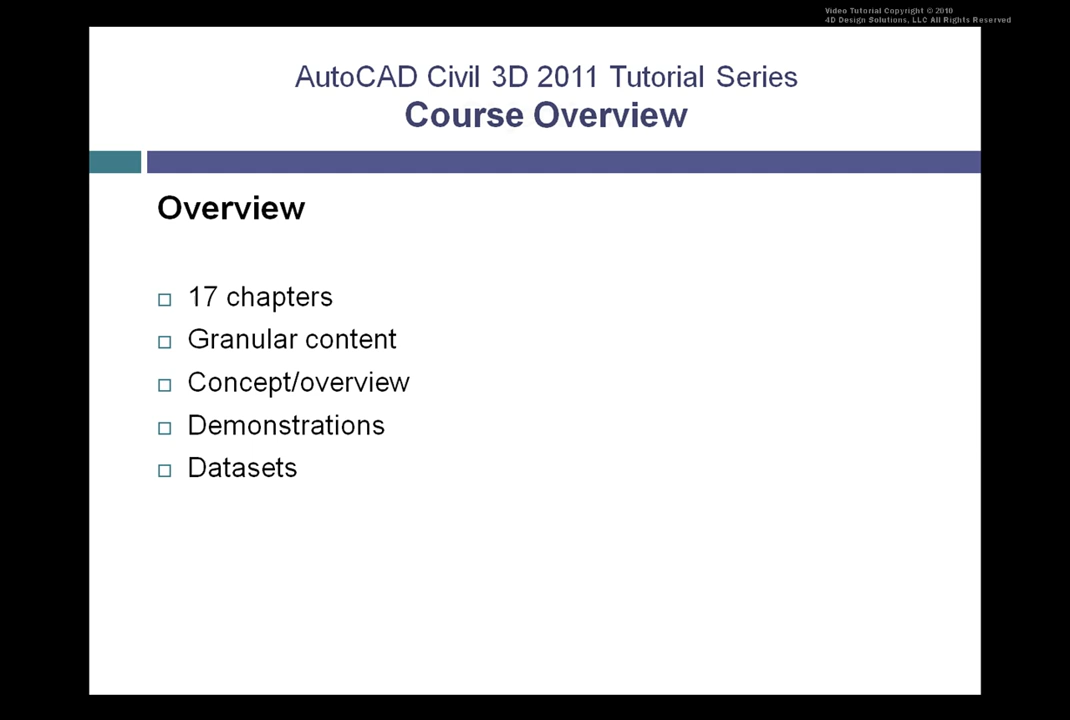 Video Tutorial Copyright © 2010
4D Design Solutions, LLC All Rights Reserved
AutoCAD Civil 3D 2011 Tutorial Series
Course Overview
Overview
17 chapters
Granular content
Concept/overview
Demonstrations
Datasets